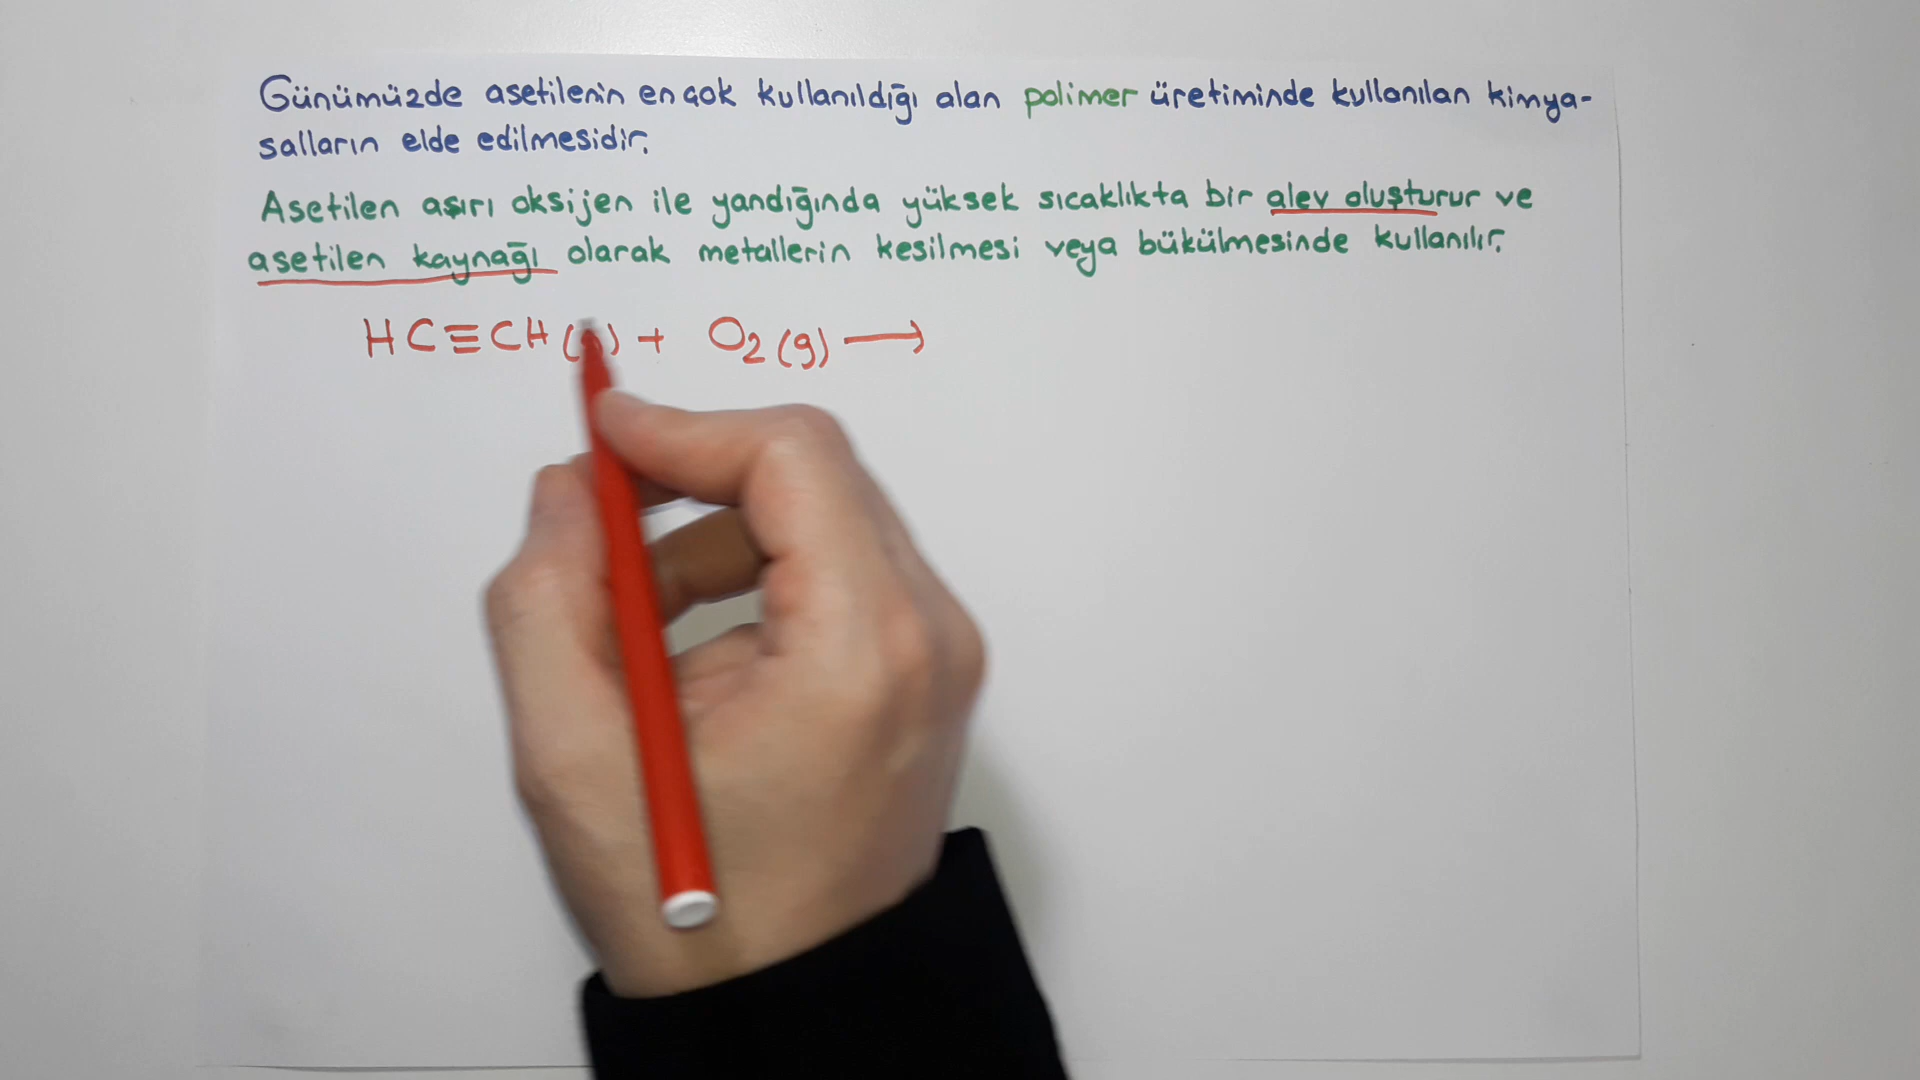 Günümüzde asetilenin en çok kullanıldığı alan polimer üretiminde kullanılan kimya-
salların elde edilmesidir.
Asetilen aşırı oksijen ile yandığında yüksek sıcaklıkta bir alev oluşturur ve
asetilen kaynağı olarak metallerin kesilmesi veya bükülmesinde kullanılır.
HC≡CH ( ) + O₂(g) ⟶